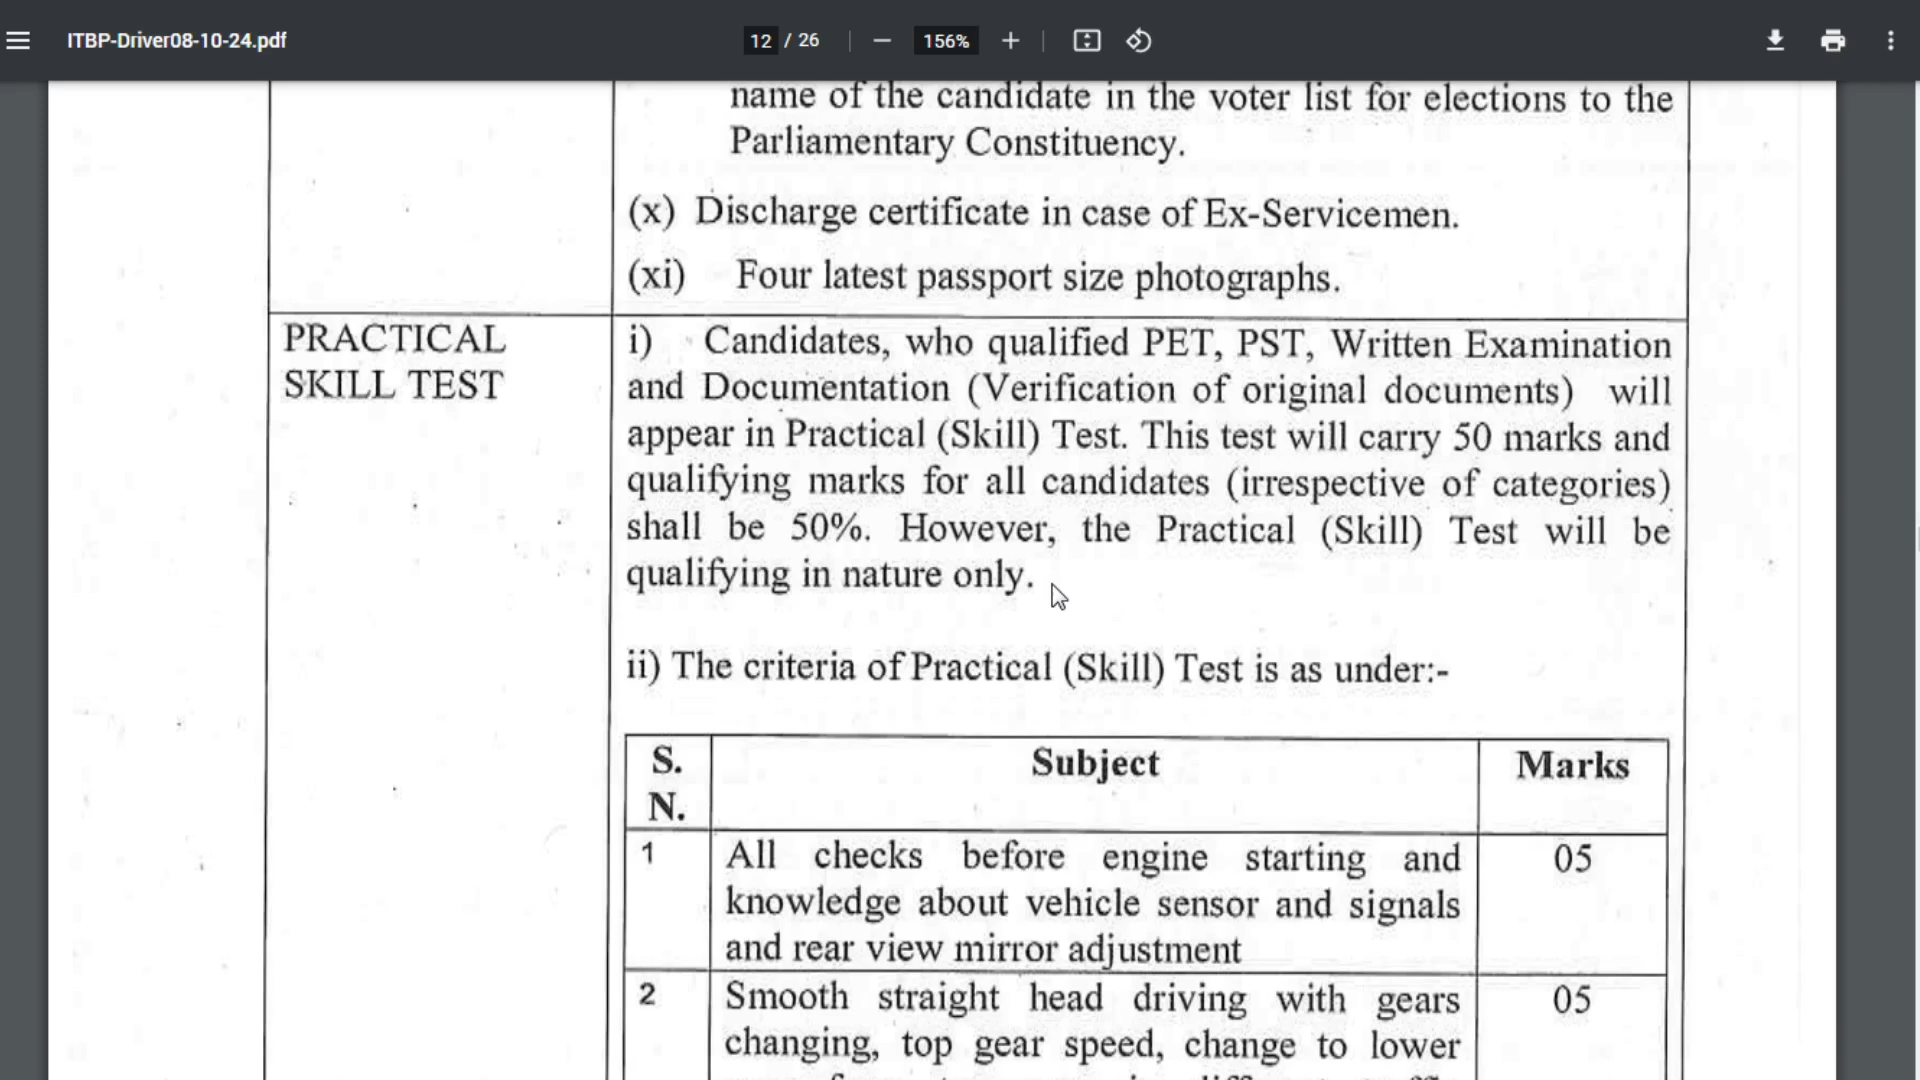 ITBP-Driver08-10-24.pdf
12 / 26
156%
name of the candidate in the voter list for elections to the
Parliamentary Constituency.
(x) Discharge certificate in case of Ex-Servicemen.
(xi) Four latest passport size photographs.
PRACTICAL
SKILL TEST
i) Candidates, who qualified PET, PST, Written Examination
and Documentation (Verification of original documents) will
appear in Practical (Skill) Test. This test will carry 50 marks and
qualifying marks for all candidates (irrespective of categories)
shall be 50%. However, the Practical (Skill) Test will be
qualifying in nature only.
ii) The criteria of Practical (Skill) Test is as under:-
S. Subject Marks
N.
1 All checks before engine starting and 05
knowledge about vehicle sensor and signals
and rear view mirror adjustment
2 Smooth straight head driving with gears 05
changing, top gear speed, change to lower